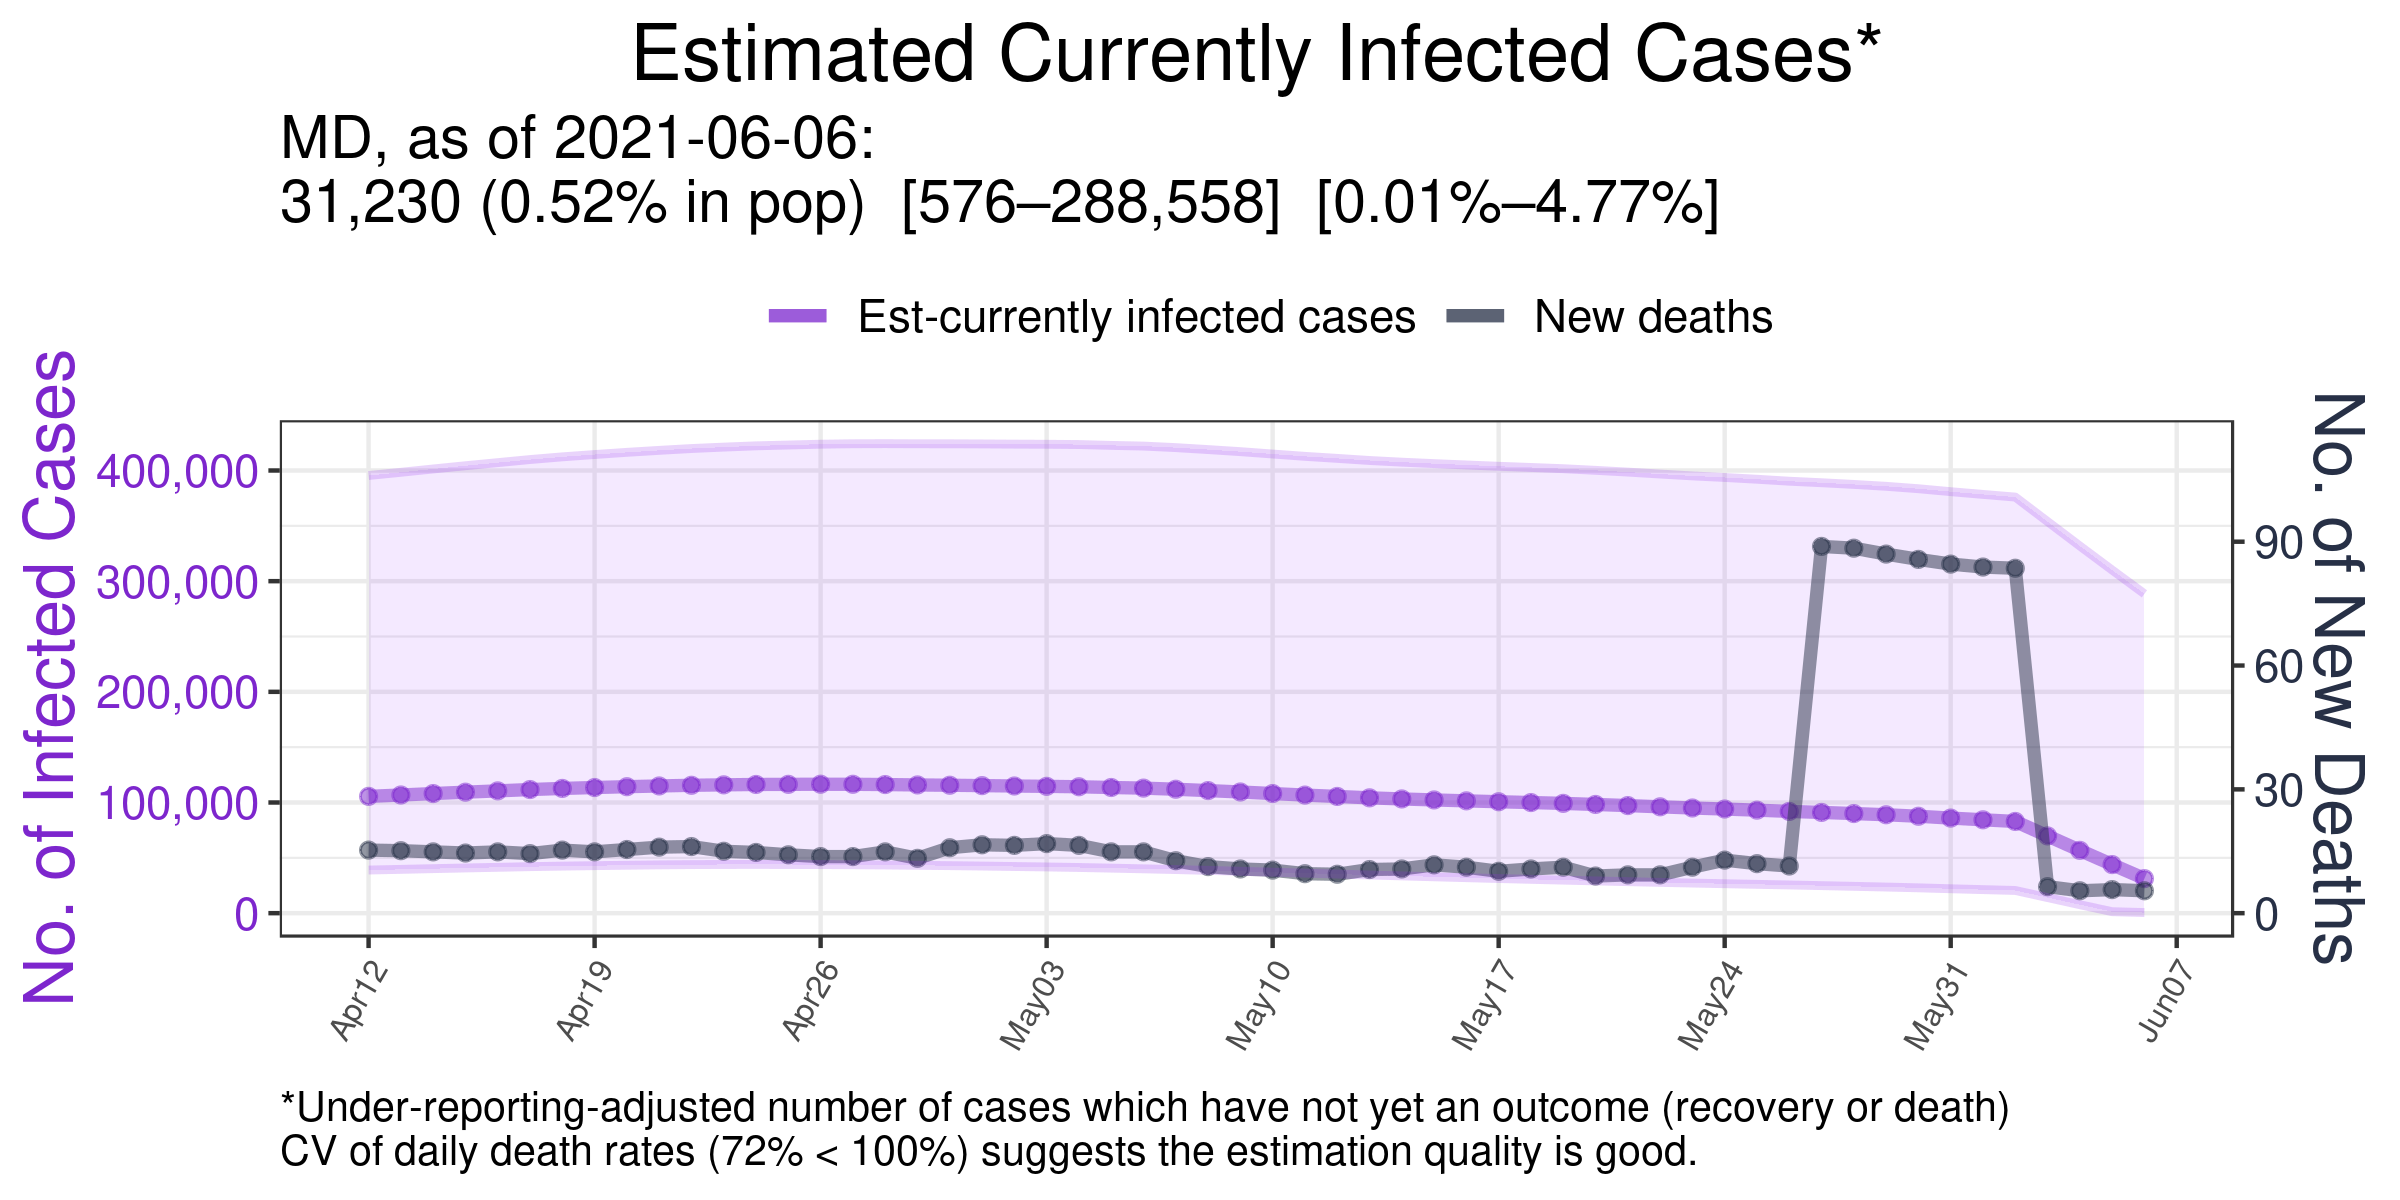 Estimated Currently Infected Cases*
MD, as of 2021-06-06:
31,230 (0.52% in pop)  [576–288,558]  [0.01%–4.77%]
Est-currently infected cases
New deaths
No. of Infected Cases
400,000
300,000
200,000
100,000
0
No. of New Deaths
90
60
30
0
Apr12
Apr19
Apr26
May03
May10
May17
May24
May31
Jun07
*Under-reporting-adjusted number of cases which have not yet an outcome (recovery or death)
CV of daily death rates (72% < 100%) suggests the estimation quality is good.